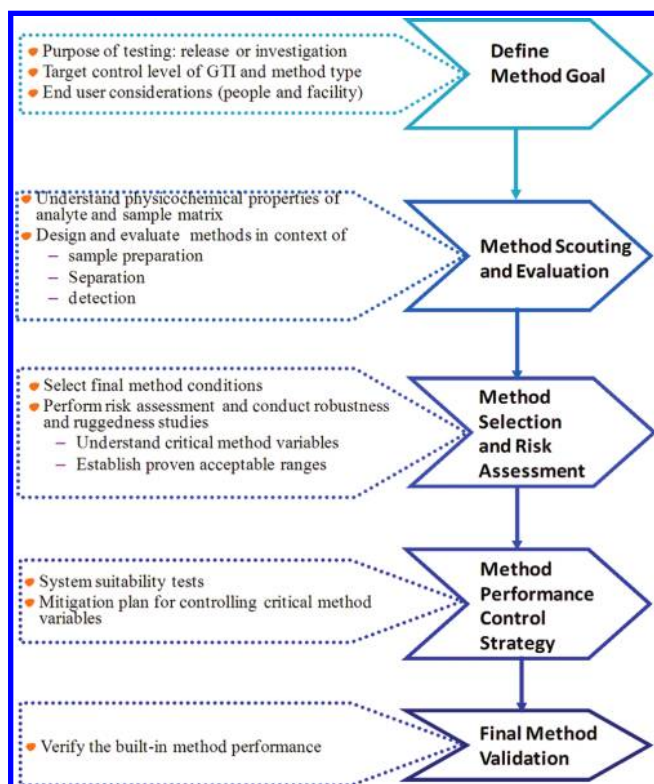 Purpose of testing: release or investigation
Target control level of GTI and method type
End user considerations (people and facility)
Define
Method Goal
Understand physicochemical properties of
analyte and sample matrix
Design and evaluate methods in context of
– sample preparation
– Separation
– detection
Method Scouting
and Evaluation
Select final method conditions
Perform risk assessment and conduct robustness
and ruggedness studies
– Understand critical method variables
– Establish proven acceptable ranges
Method
Selection
and Risk
Assessment
System suitability tests
Mitigation plan for controlling critical method
variables
Method
Performance
Control
Strategy
Verify the built-in method performance
Final Method
Validation